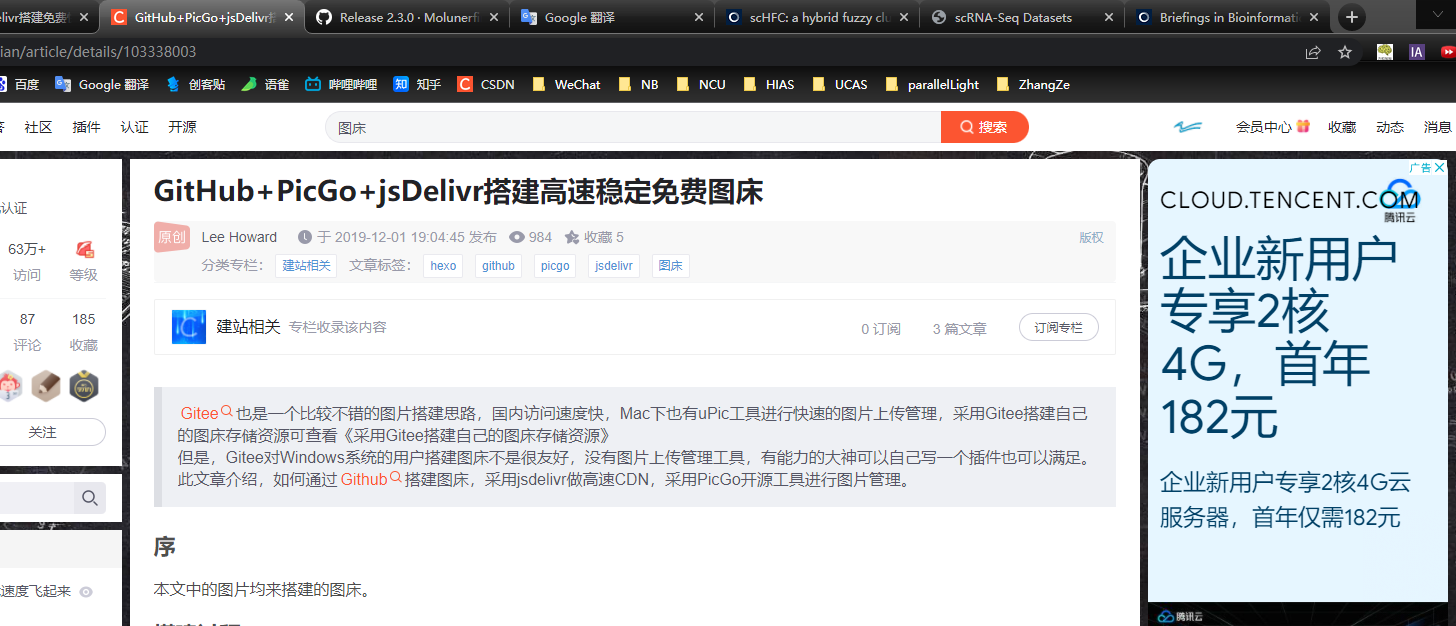 GitHub+PicGo+jsDelivr
Release 2.3.0 · Molunerf
Google 翻译
scHFC: a hybrid fuzzy clu
scRNA-Seq Datasets
Briefings in Bioinformati
ian/article/details/103338003
百度 Google 翻译 创客贴 语雀 哔哩哔哩 知乎 CSDN WeChat NB NCU HIAS UCAS parallelLight ZhangZe
社区 插件 认证 开源 图床 搜索 会员中心 收藏 动态 消息
认证
63万+
访问 等级
87 185
评论 收藏
关注
速度飞起来
GitHub+PicGo+jsDelivr搭建高速稳定免费图床
原创 Lee Howard 于 2019-12-01 19:04:45 发布 984 收藏 5 版权
分类专栏: 建站相关 文章标签: hexo github picgo jsdelivr 图床
建站相关 专栏收录该内容 0 订阅 3 篇文章 订阅专栏
Gitee也是一个比较不错的图片搭建思路，国内访问速度快，Mac下也有uPic工具进行快速的图片上传管理，采用Gitee搭建自己
的图床存储资源可查看《采用Gitee搭建自己的图床存储资源》
但是，Gitee对Windows系统的用户搭建图床不是很友好，没有图片上传管理工具，有能力的大神可以自己写一个插件也可以满足。
此文章介绍，如何通过 Github 搭建图床，采用jsdelivr做高速CDN，采用PicGo开源工具进行图片管理。
序
本文中的图片均来搭建的图床。
广告
CLOUD.TENCENT.COM
腾讯云
企业新用户
专享2核
4G，首年
182元
企业新用户专享2核4G云
服务器，首年仅需182元
腾讯云